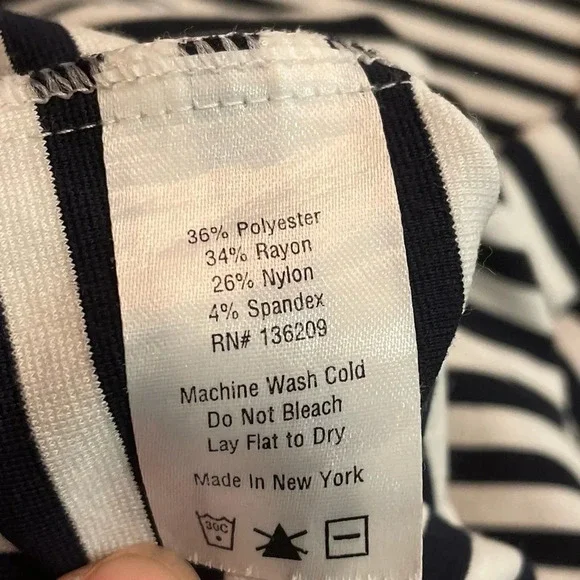 36% Polyester
34% Rayon
26% Nylon
4% Spandex
RN# 136209
Machine Wash Cold
Do Not Bleach
Lay Flat to Dry
Made In New York
30C